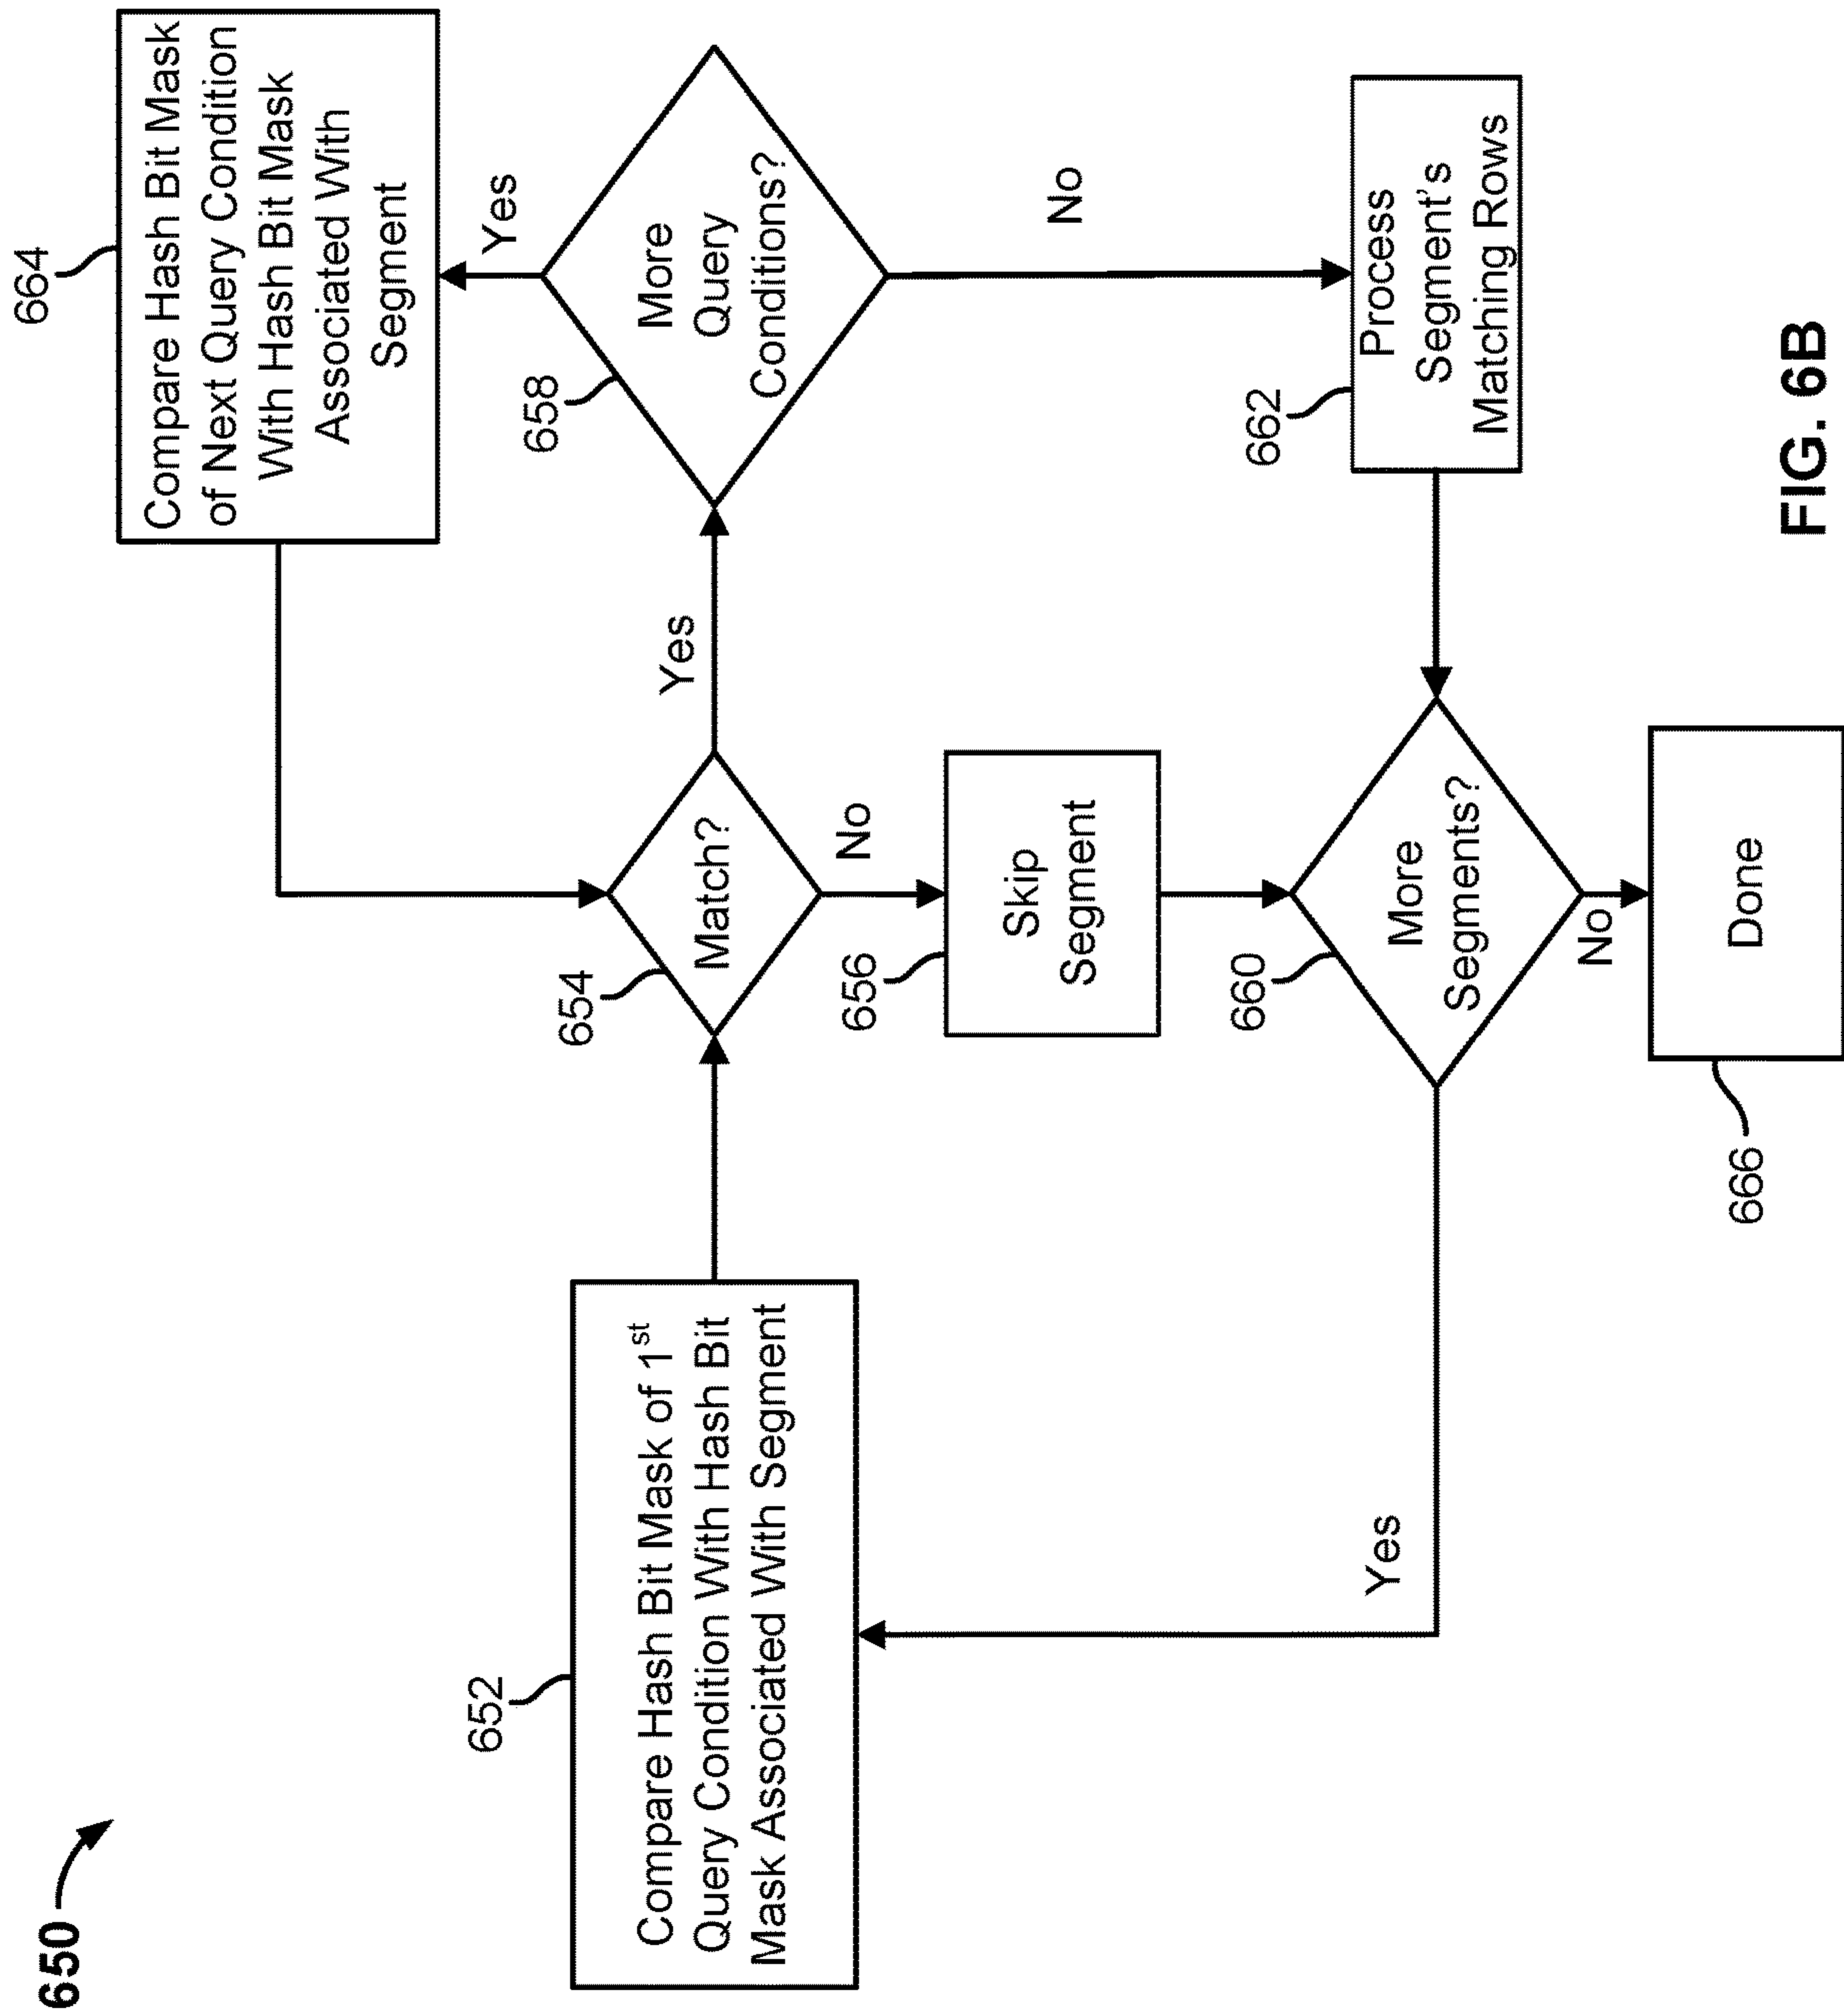 650
652
Compare Hash Bit Mask of 1st
Query Condition With Hash Bit
Mask Associated With Segment
654
Match?
Yes
No
664
Compare Hash Bit Mask
of Next Query Condition
With Hash Bit Mask
Associated With
Segment
658
More
Query
Conditions?
Yes
No
656
Skip
Segment
662
Process
Segment's
Matching Rows
660
More
Segments?
Yes
No
666
Done
FIG. 6B